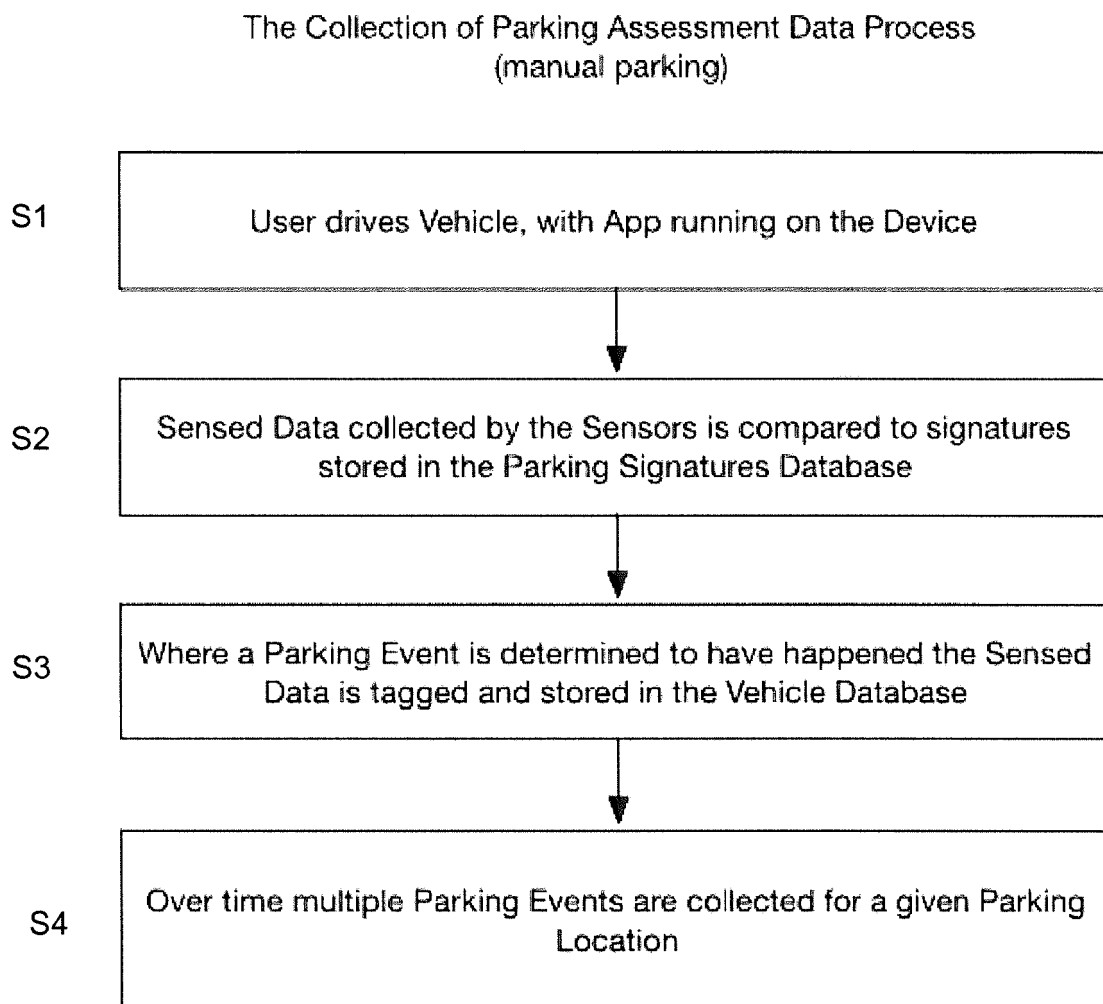 The Collection of Parking Assessment Data Process
(manual parking)
S1
User drives Vehicle, with App running on the Device
S2
Sensed Data collected by the Sensors is compared to signatures
stored in the Parking Signatures Database
S3
Where a Parking Event is determined to have happened the Sensed
Data is tagged and stored in the Vehicle Database
S4
Over time multiple Parking Events are collected for a given Parking
Location